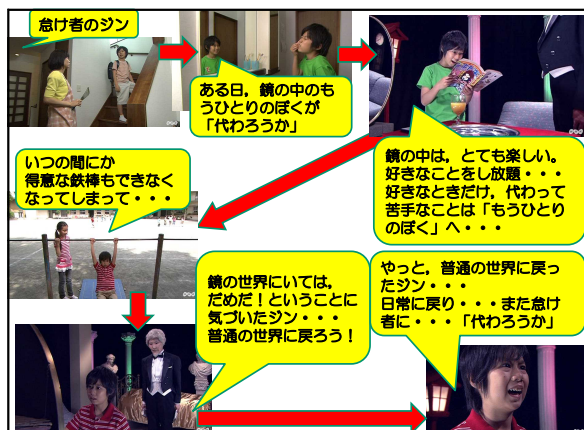 怠け者のジン
ある日，鏡の中のも
うひとりのぼくが
「代わろうか」
鏡の中は，とても楽しい。
好きなことをし放題・・・
好きなときだけ，代わって
苦手なことは「もうひとり
のぼく」へ・・・
いつの間にか
得意な鉄棒もできなく
なってしまって・・・
鏡の世界にいては，
だめだ！ということに
気づいたジン・・・
普通の世界に戻ろう！
やっと，普通の世界に戻っ
たジン・・・
日常に戻り・・・また怠け
者に・・・「代わろうか」